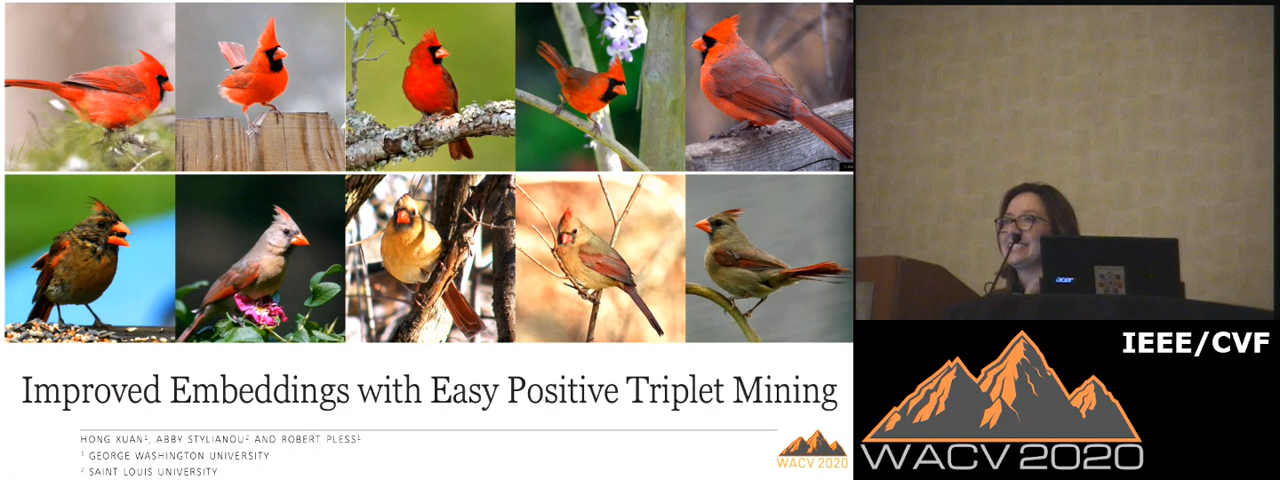 Improved Embeddings with Easy Positive Triplet Mining
HONG XUAN¹, ABBY STYLIANOU² AND ROBERT PLESS¹
¹ GEORGE WASHINGTON UNIVERSITY
² SAINT LOUIS UNIVERSITY
WACV 2020
acer
IEEE/CVF
WACV 2020